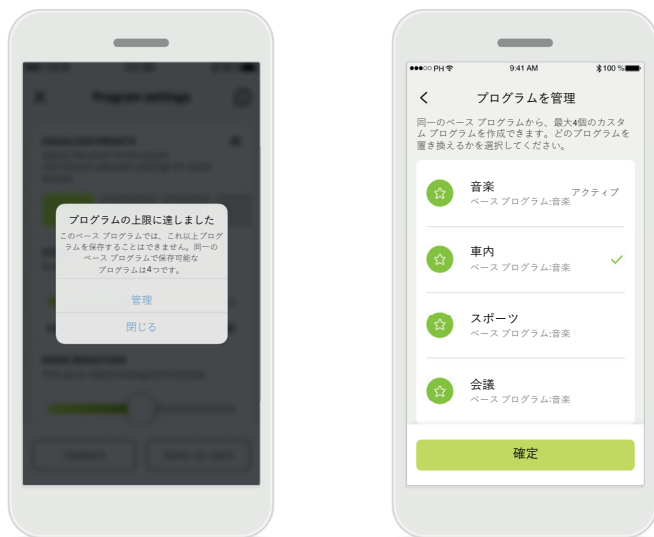 Program settings
プログラムの上限に達しました
このベース プログラムでは、これ以上プログ
ラムを保存することはできません。同一の
ベース プログラムで保存可能な
プログラムは4つです。
管理
閉じる
PH
9:41 AM
100 %
プログラムを管理
同一のベース プログラムから、最大4個のカスタ
ム プログラムを作成できます。どのプログラムを
置き換えるかを選択してください。
音楽
アクティブ
ベース プログラム:音楽
車内
ベース プログラム:音楽
スポーツ
ベース プログラム:音楽
会議
ベース プログラム:音楽
確定